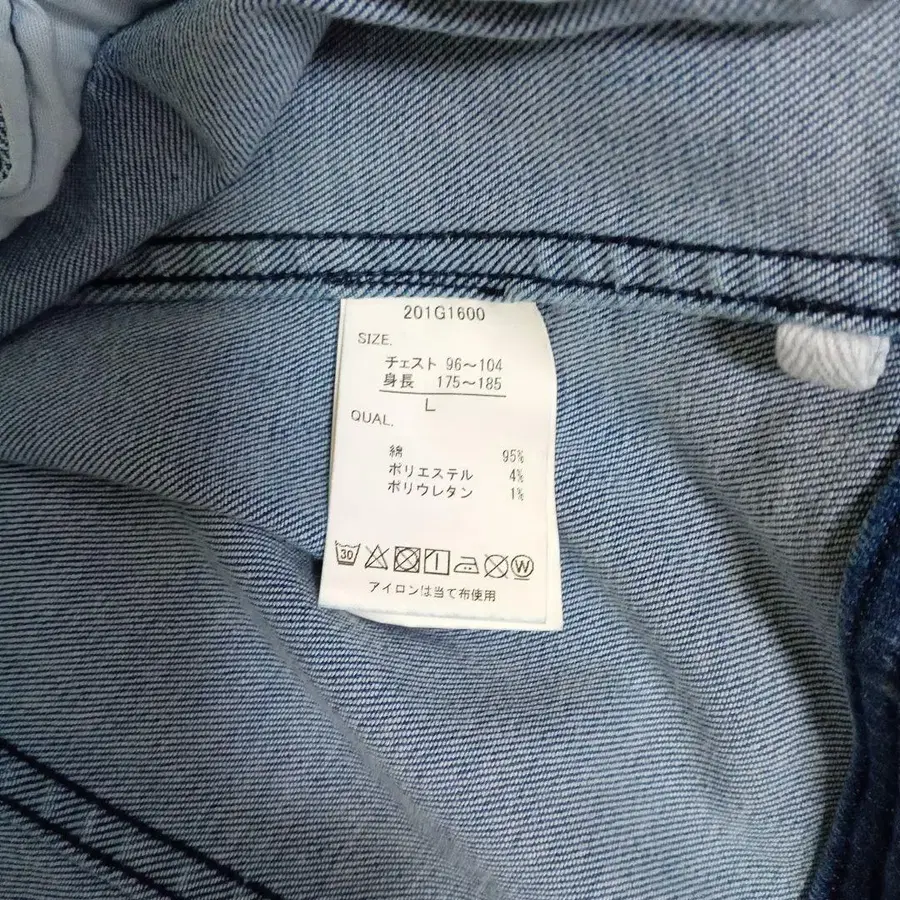 201G1600
SIZE.
チェスト 96～104
身長 175～185
L
QUAL.
綿 95%
ポリエステル 4%
ポリウレタン 1%
30 W
アイロンは当て布使用